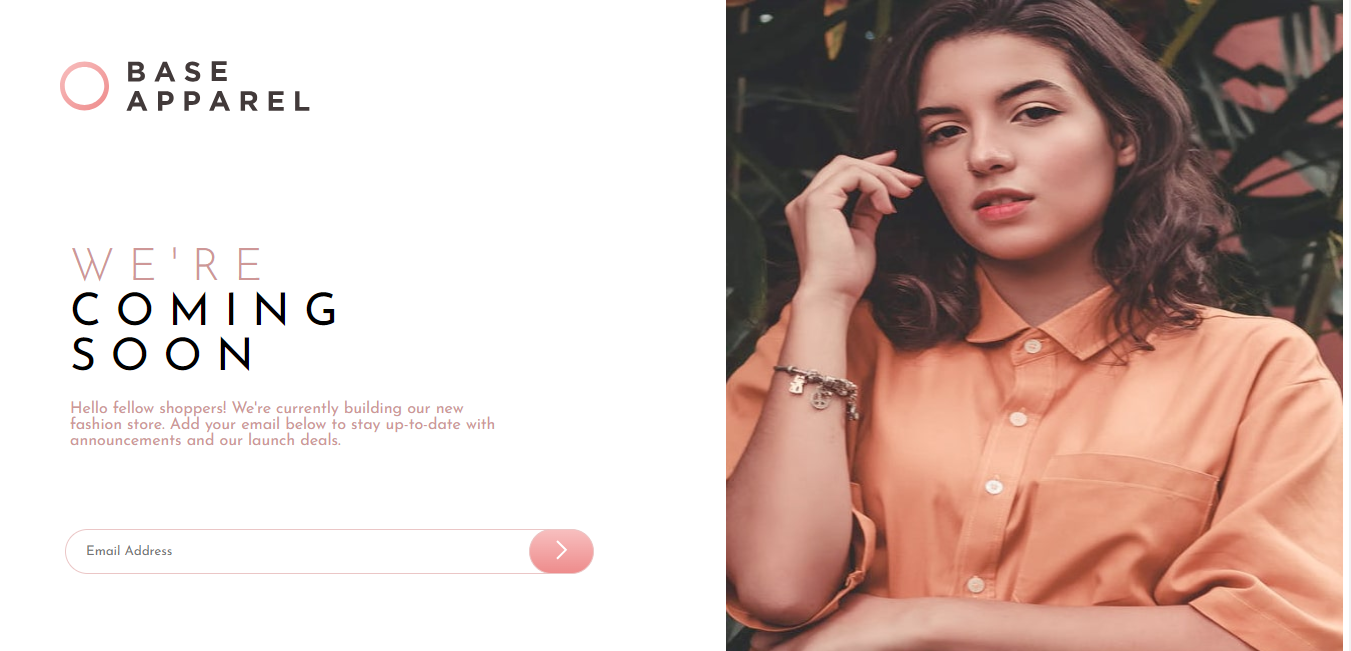 BASE
APPAREL
WE'RE
COMING
SOON
Hello fellow shoppers! We're currently building our new
fashion store. Add your email below to stay up-to-date with
announcements and our launch deals.
Email Address